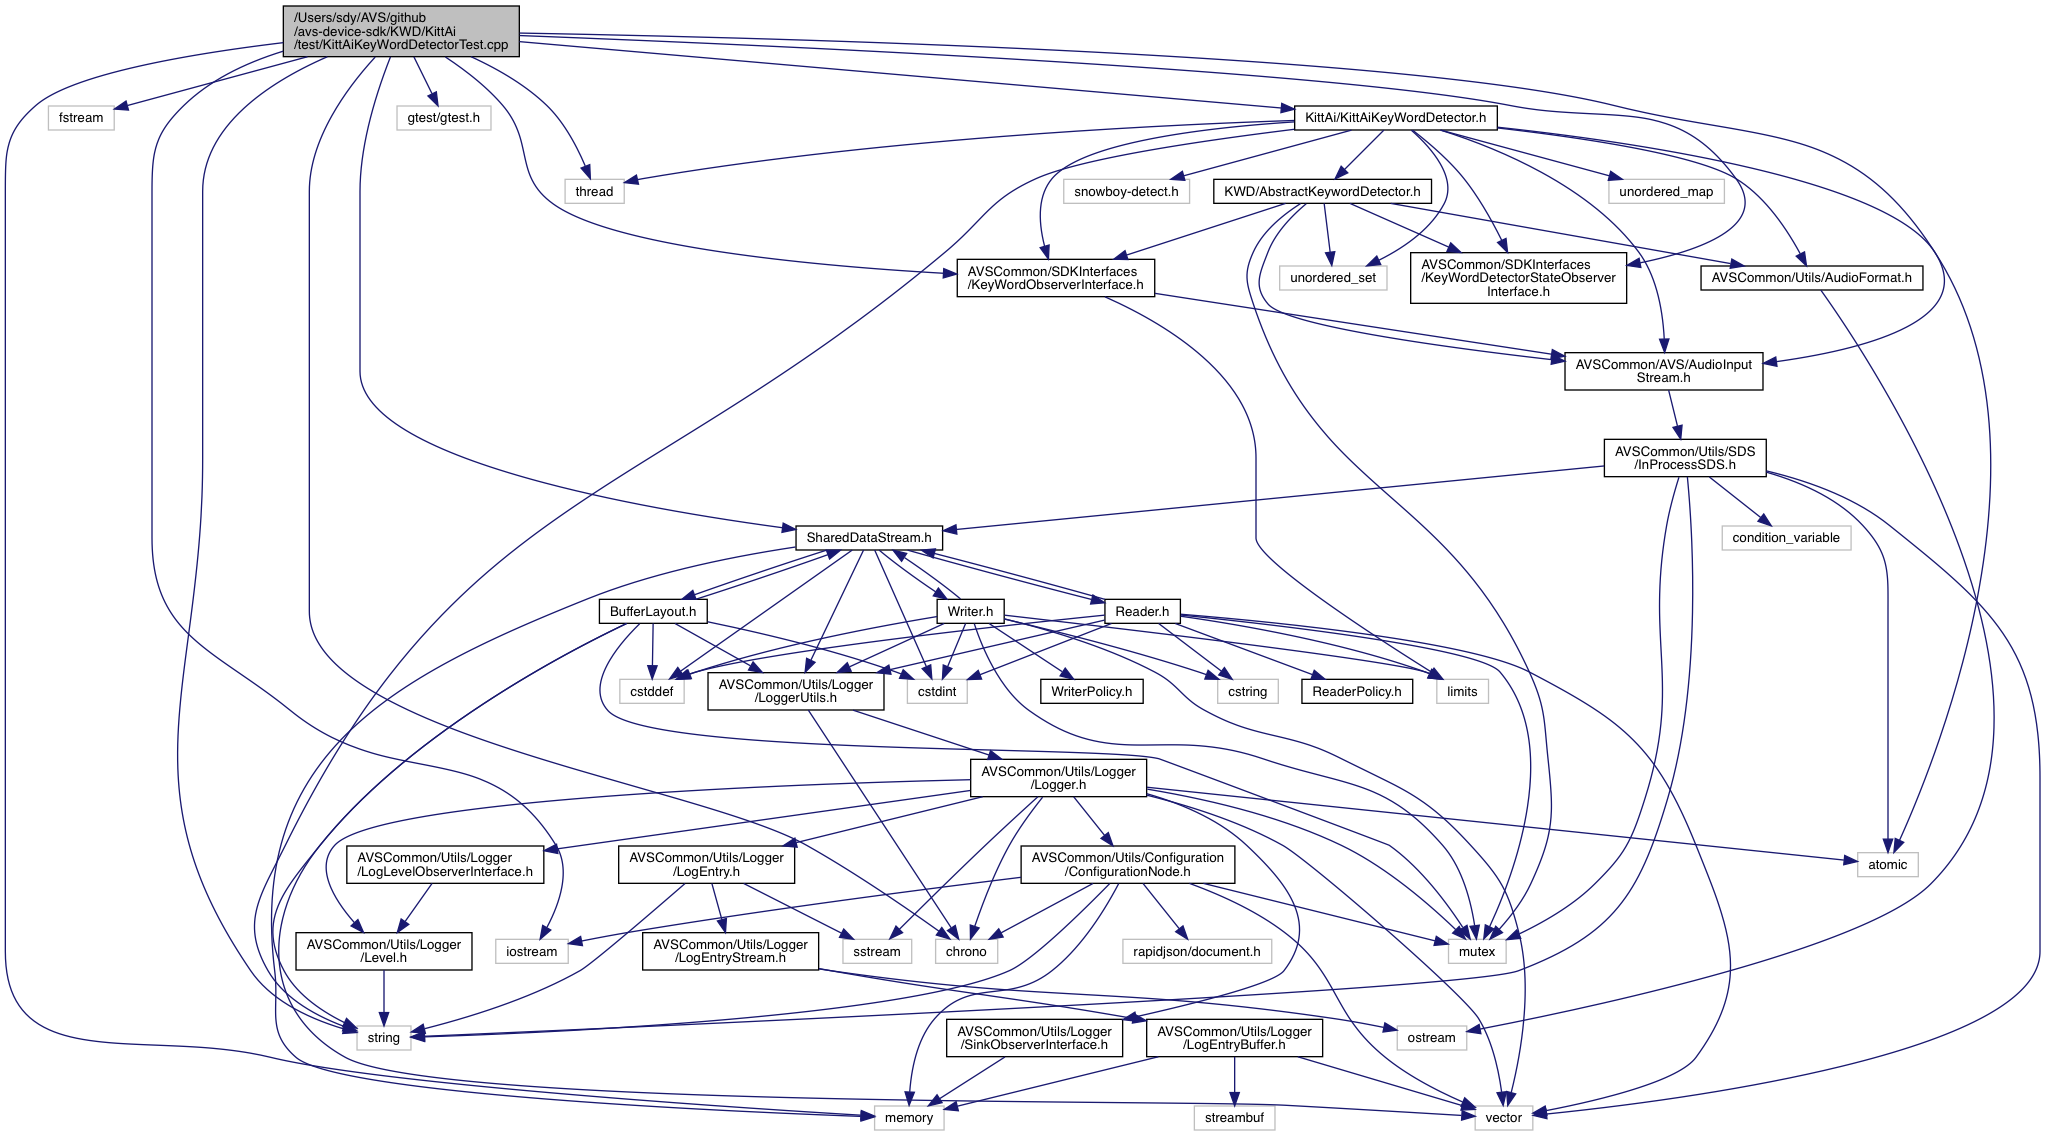 /Users/sdy/AVS/github
/avs-device-sdk/KWD/KittAi
/test/KittAiKeyWordDetectorTest.cpp
fstream
gtest/gtest.h
KittAi/KittAiKeyWordDetector.h
thread
snowboy-detect.h
KWD/AbstractKeywordDetector.h
unordered_map
AVSCommon/SDKInterfaces
/KeyWordObserverInterface.h
unordered_set
AVSCommon/SDKInterfaces
/KeyWordDetectorStateObserver
Interface.h
AVSCommon/Utils/AudioFormat.h
AVSCommon/AVS/AudioInput
Stream.h
AVSCommon/Utils/SDS
/InProcessSDS.h
SharedDataStream.h
condition_variable
BufferLayout.h
Writer.h
Reader.h
cstddef
AVSCommon/Utils/Logger
/LoggerUtils.h
cstdint
WriterPolicy.h
cstring
ReaderPolicy.h
limits
AVSCommon/Utils/Logger
/Logger.h
AVSCommon/Utils/Logger
/LogLevelObserverInterface.h
AVSCommon/Utils/Logger
/LogEntry.h
AVSCommon/Utils/Configuration
/ConfigurationNode.h
atomic
AVSCommon/Utils/Logger
/Level.h
iostream
AVSCommon/Utils/Logger
/LogEntryStream.h
sstream
chrono
rapidjson/document.h
mutex
string
AVSCommon/Utils/Logger
/SinkObserverInterface.h
AVSCommon/Utils/Logger
/LogEntryBuffer.h
ostream
memory
streambuf
vector